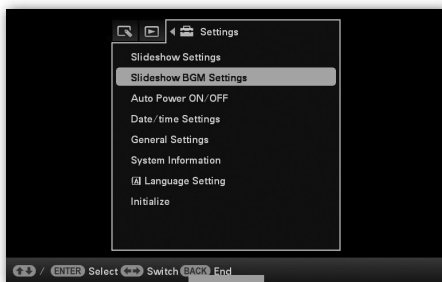 Settings
Slideshow Settings
Slideshow BGM Settings
Auto Power ON/OFF
Date/time Settings
General Settings
System Information
A Language Setting
Initialize
/ ENTER Select Switch BACK End